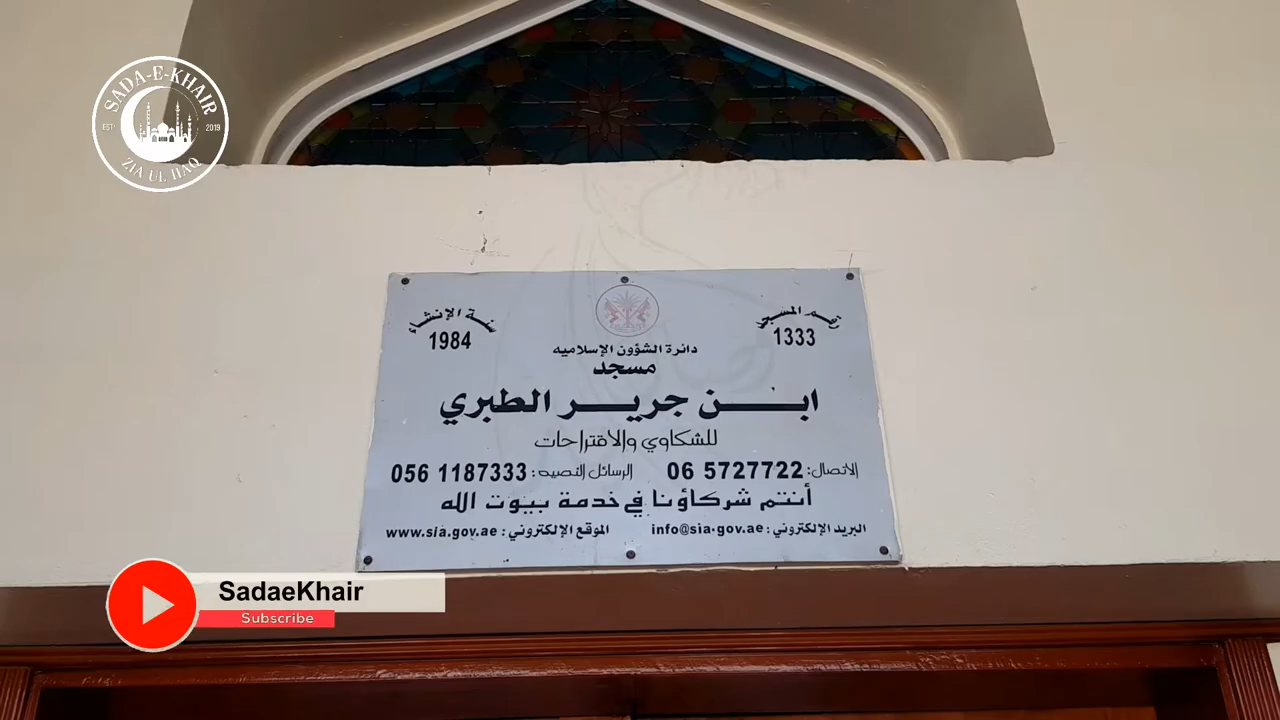 SADA-E-KHAIR
EST: 2019
ZIA UL HAQ
رقم المسجد
1333
سنة الإنشاء
1984
دائرة الشؤون الإسلاميه
مسجد
ابن جرير الطبري
للشكاوي والاقتراحات
الاتصال: 06 5727722 الرسائل النصيه: 056 1187333
أنتم شركاؤنا في خدمة بيوت الله
البريد الإلكتروني: info@sia.gov.ae الموقع الإلكتروني: www.sia.gov.ae
SadaeKhair
Subscribe